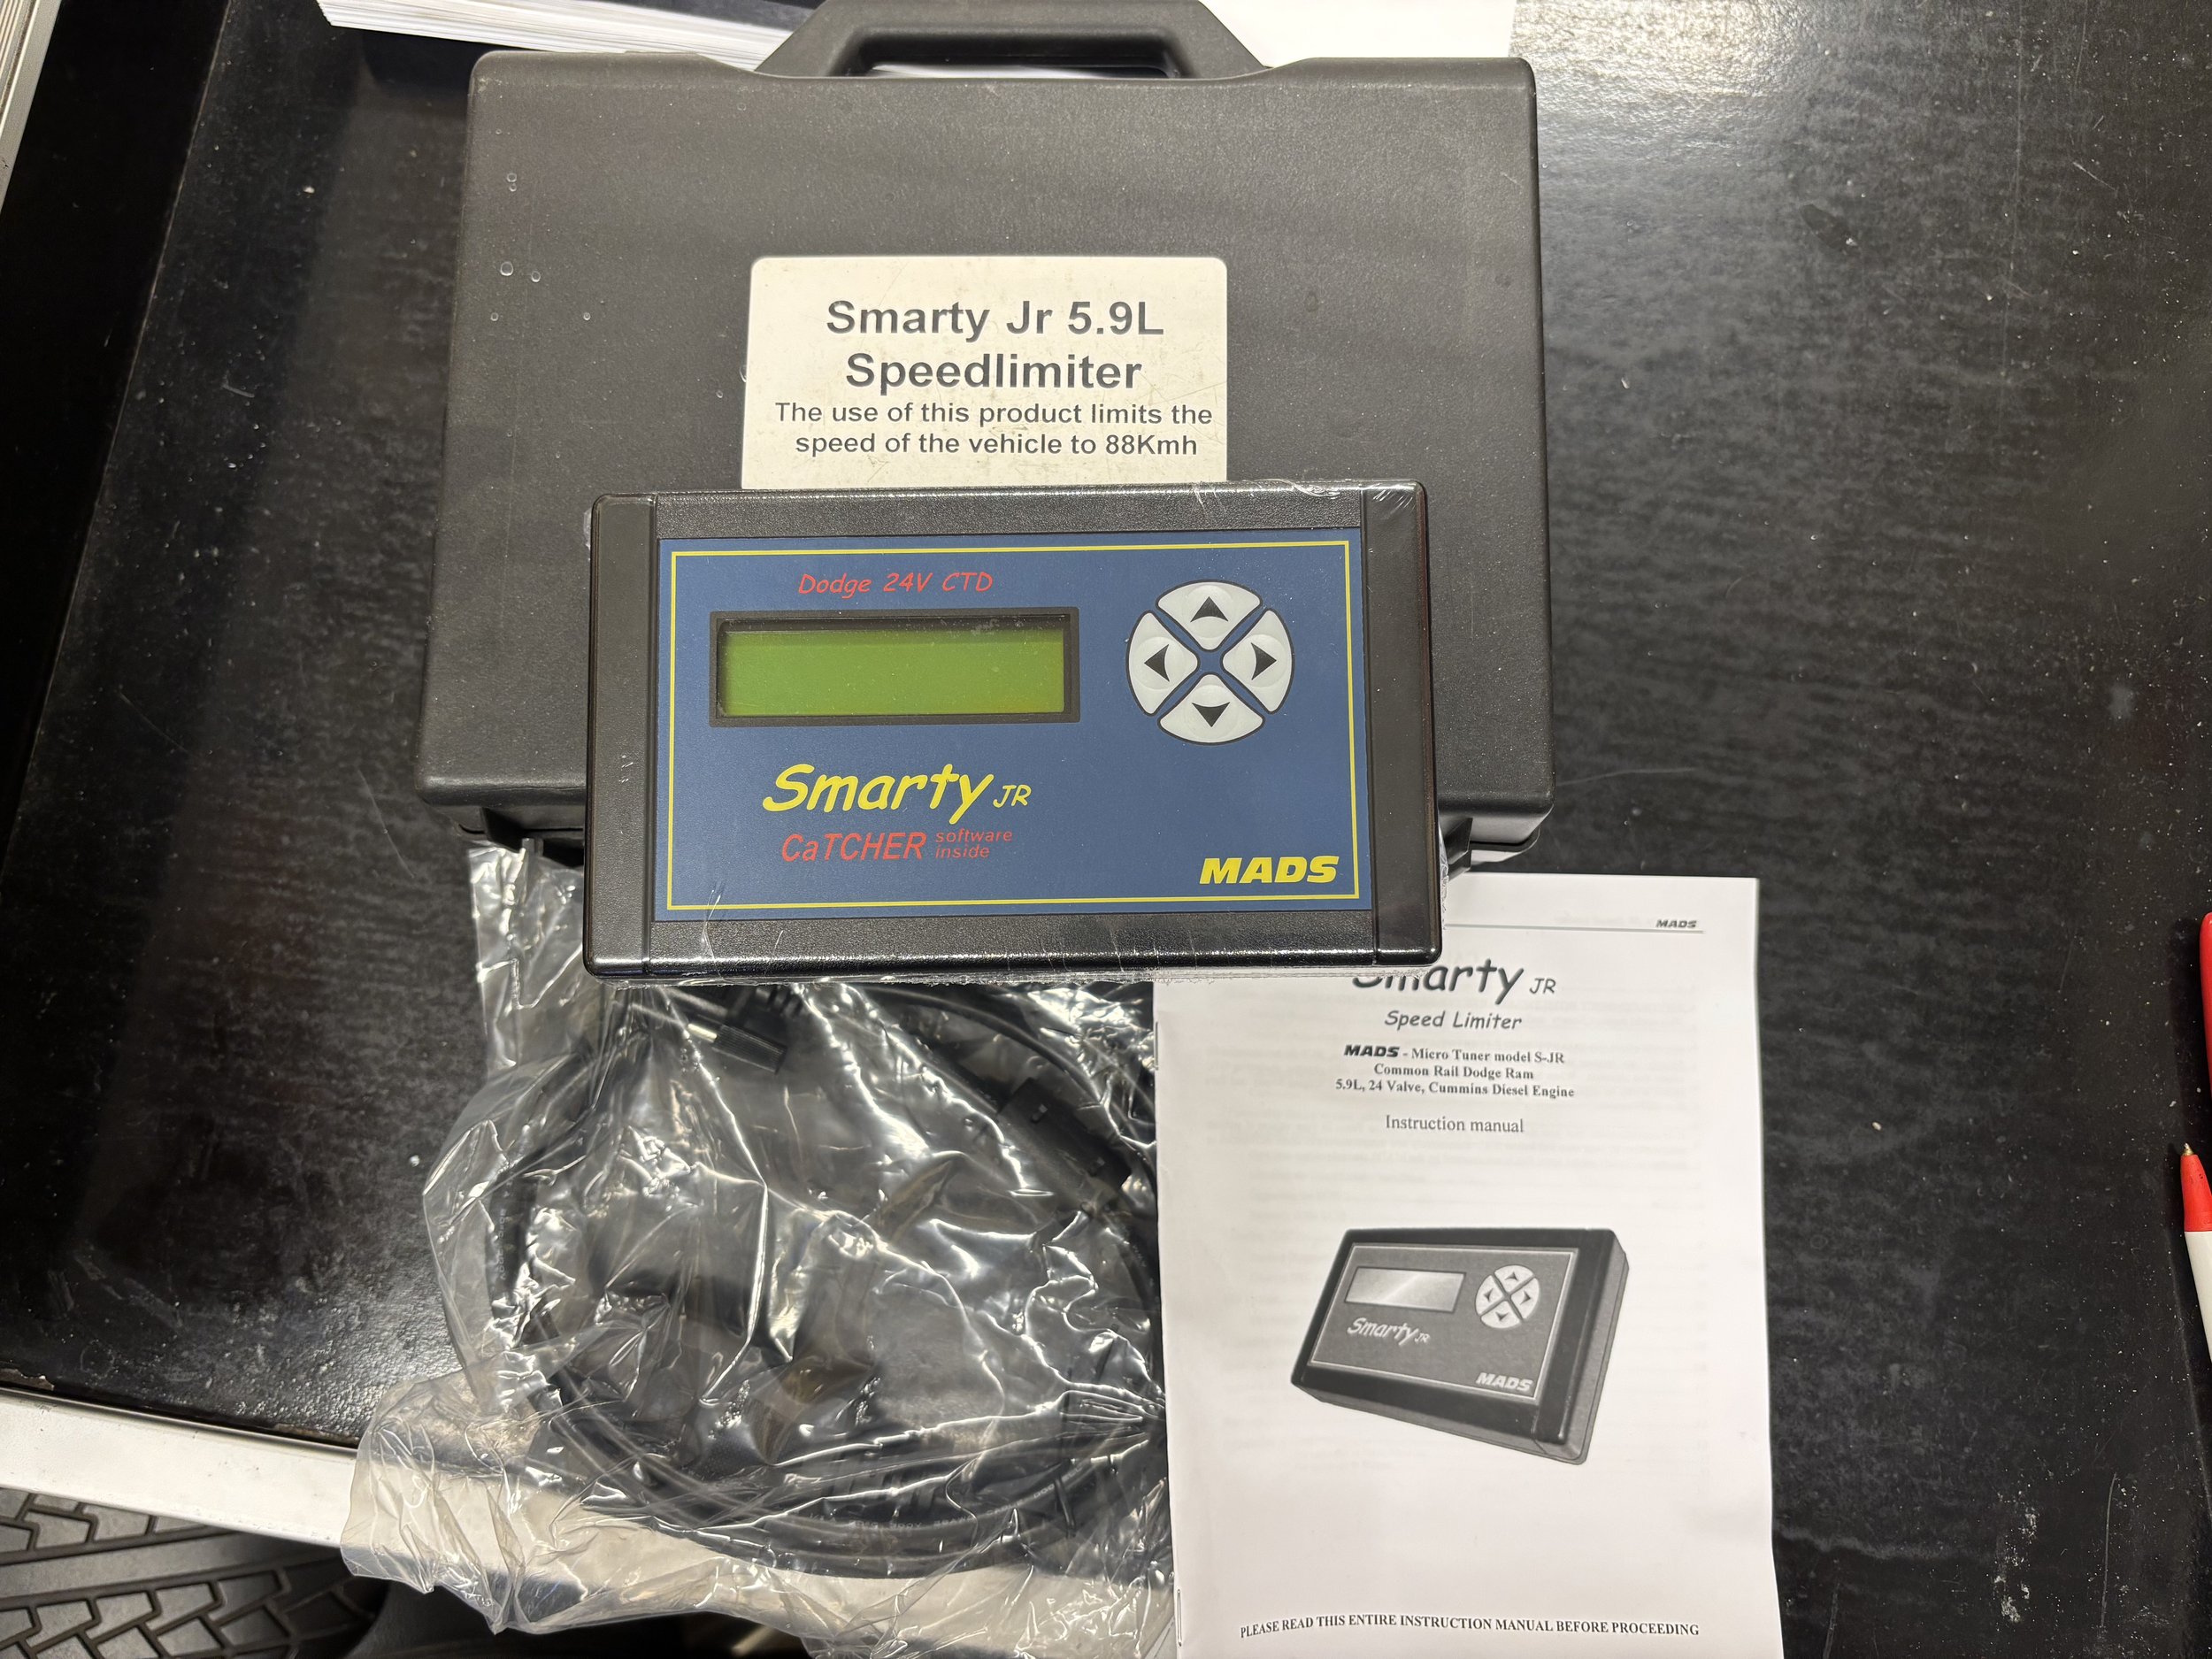 Smarty Jr 5.9L
Speedlimiter
The use of this product limits the
speed of the vehicle to 88Kmh
Dodge 24V CTD
Smarty JR
CaTCHER software
inside
MADS
MADS
Smarty JR
Speed Limiter
MADS - Micro Tuner model S-JR
Common Rail Dodge Ram
5.9L, 24 Valve, Cummins Diesel Engine
Instruction manual
Smarty JR
MADS
PLEASE READ THIS ENTIRE INSTRUCTION MANUAL BEFORE PROCEEDING